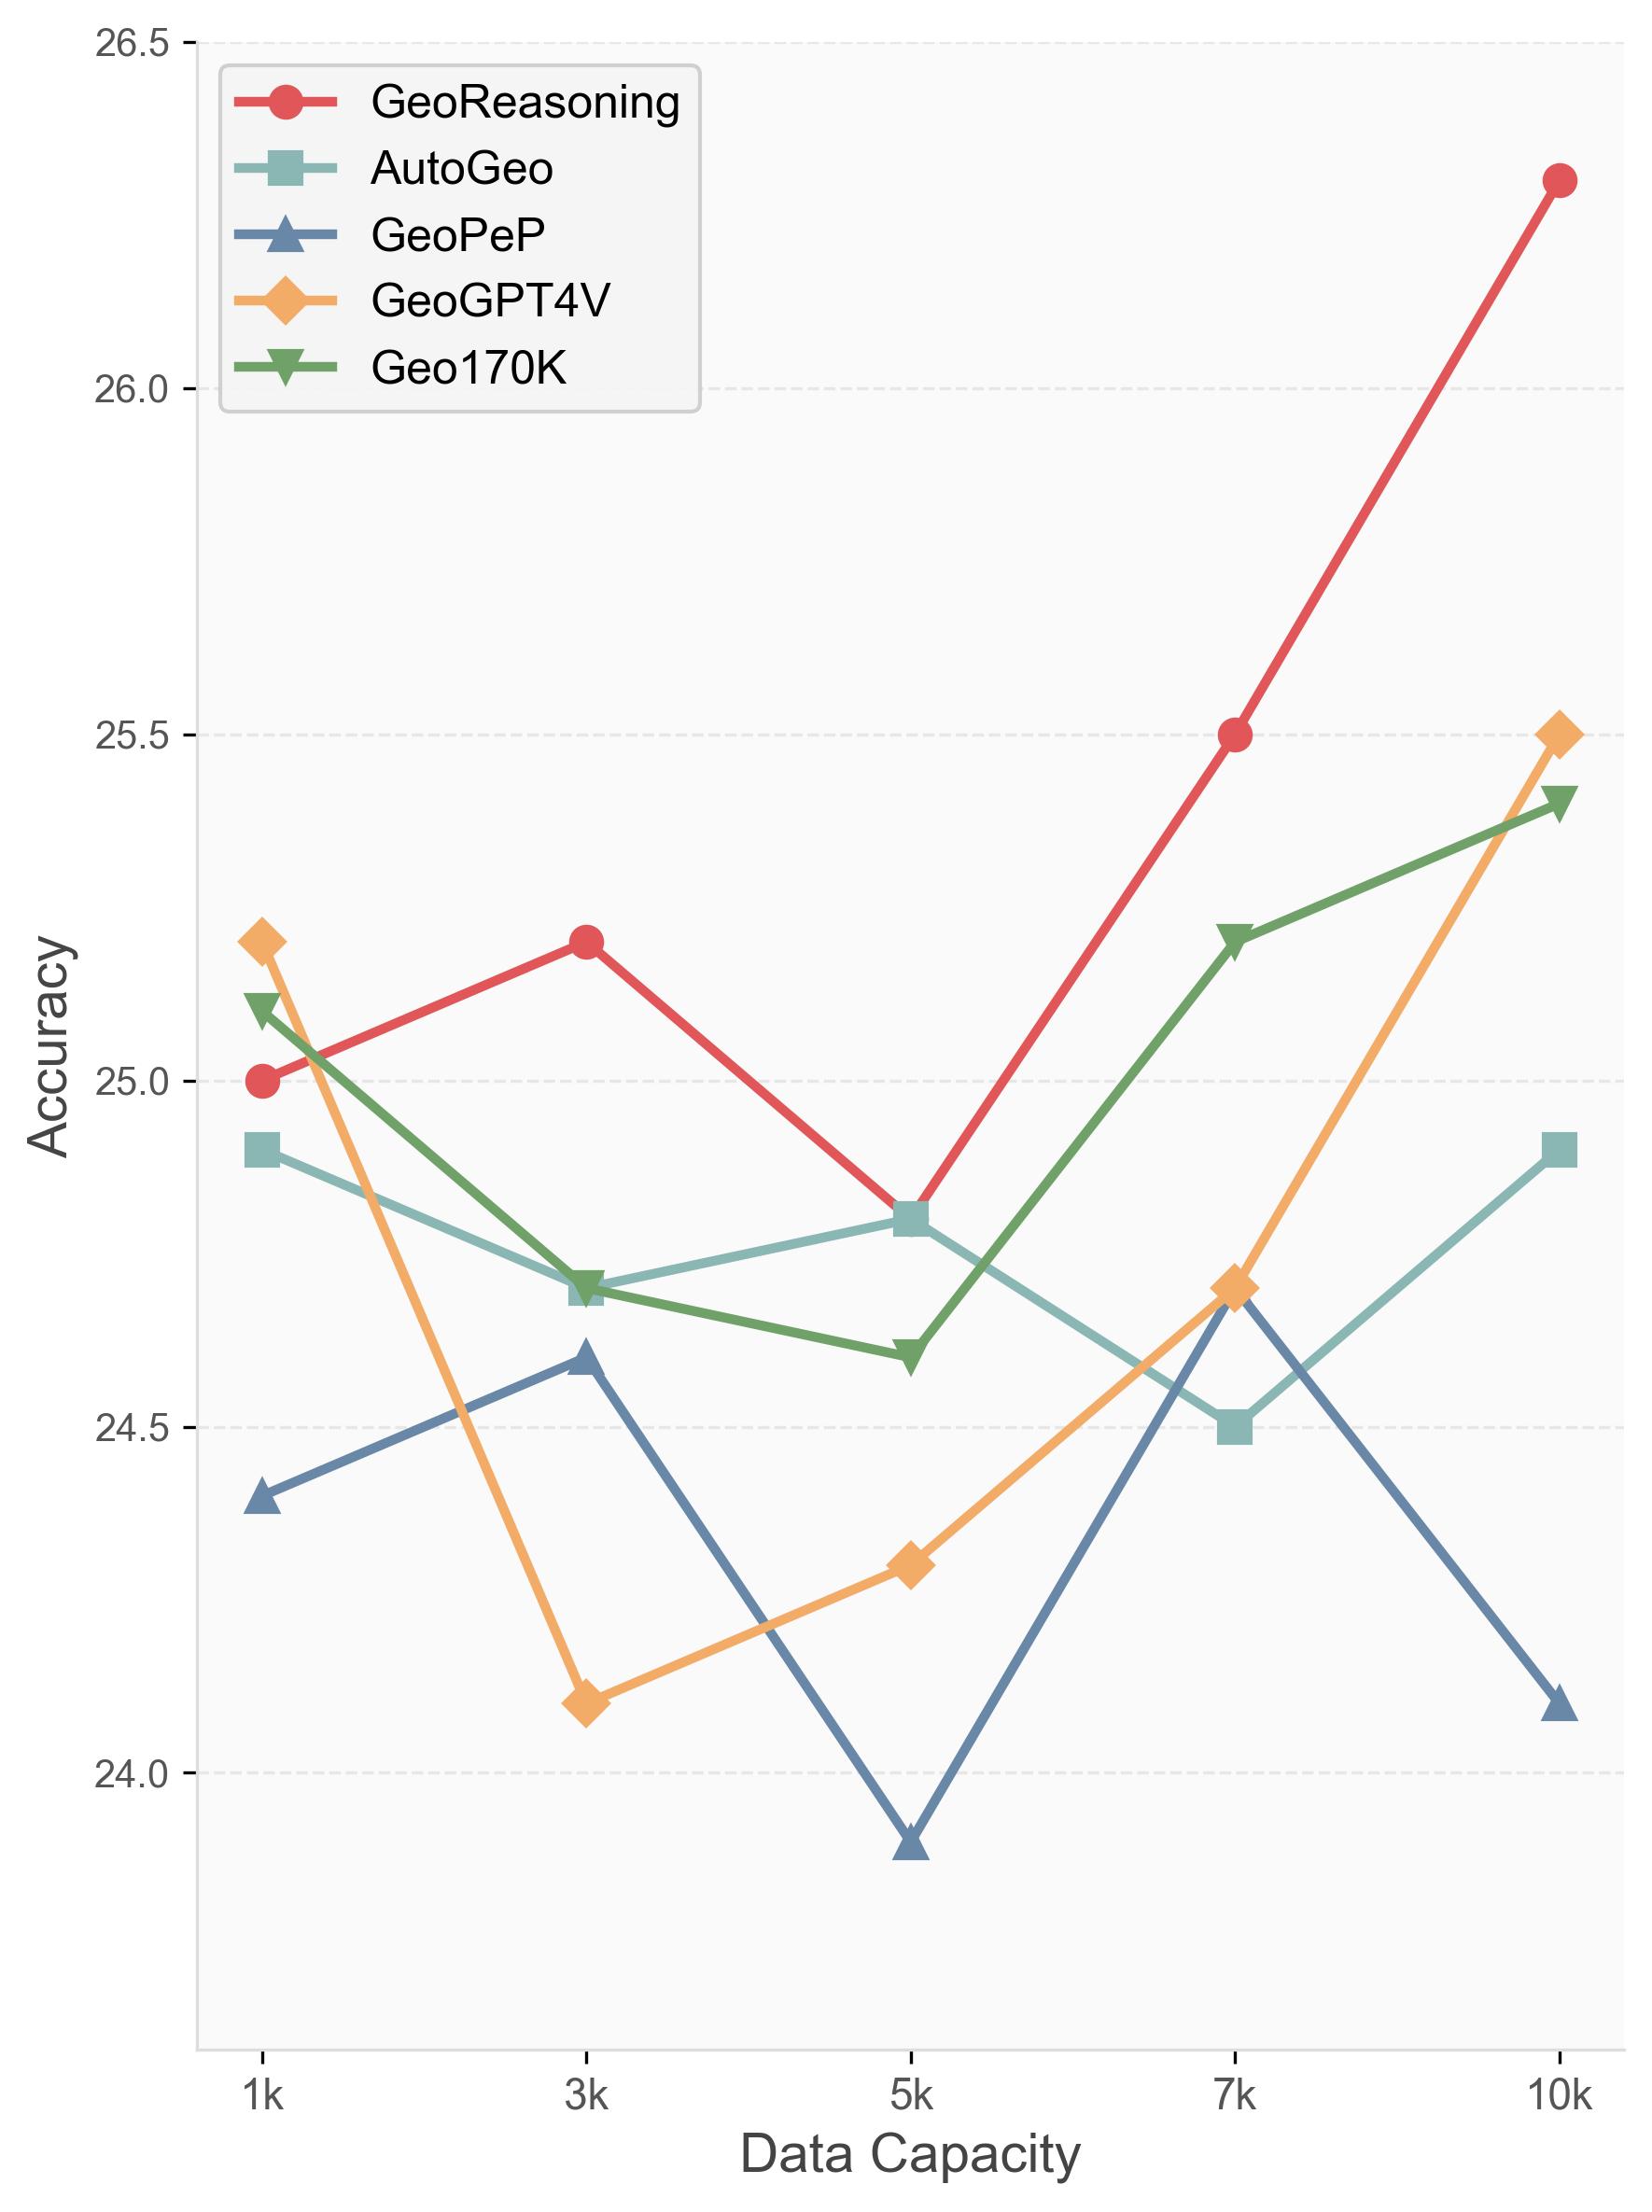 26.5
26.0
25.5
25.0
24.5
24.0
Accuracy
GeoReasoning
AutoGeo
GeoPeP
GeoGPT4V
Geo170K
1k 3k 5k 7k 10k
Data Capacity